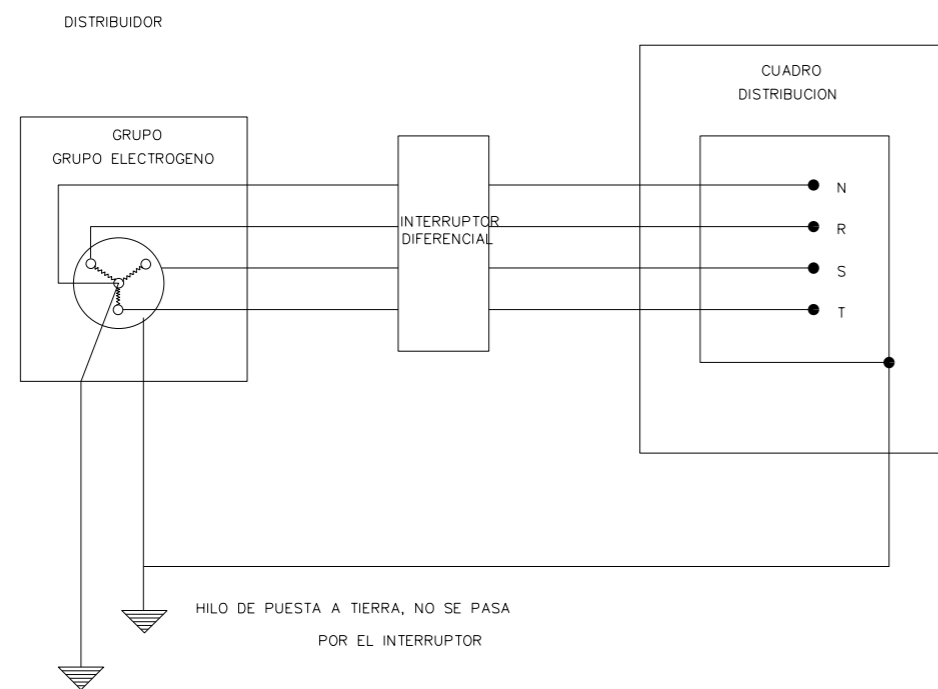 DISTRIBUIDOR
CUADRO
DISTRIBUCION
GRUPO
GRUPO ELECTROGENO
INTERRUPTOR
DIFERENCIAL
N
R
S
T
HILO DE PUESTA A TIERRA, NO SE PASA
POR EL INTERRUPTOR